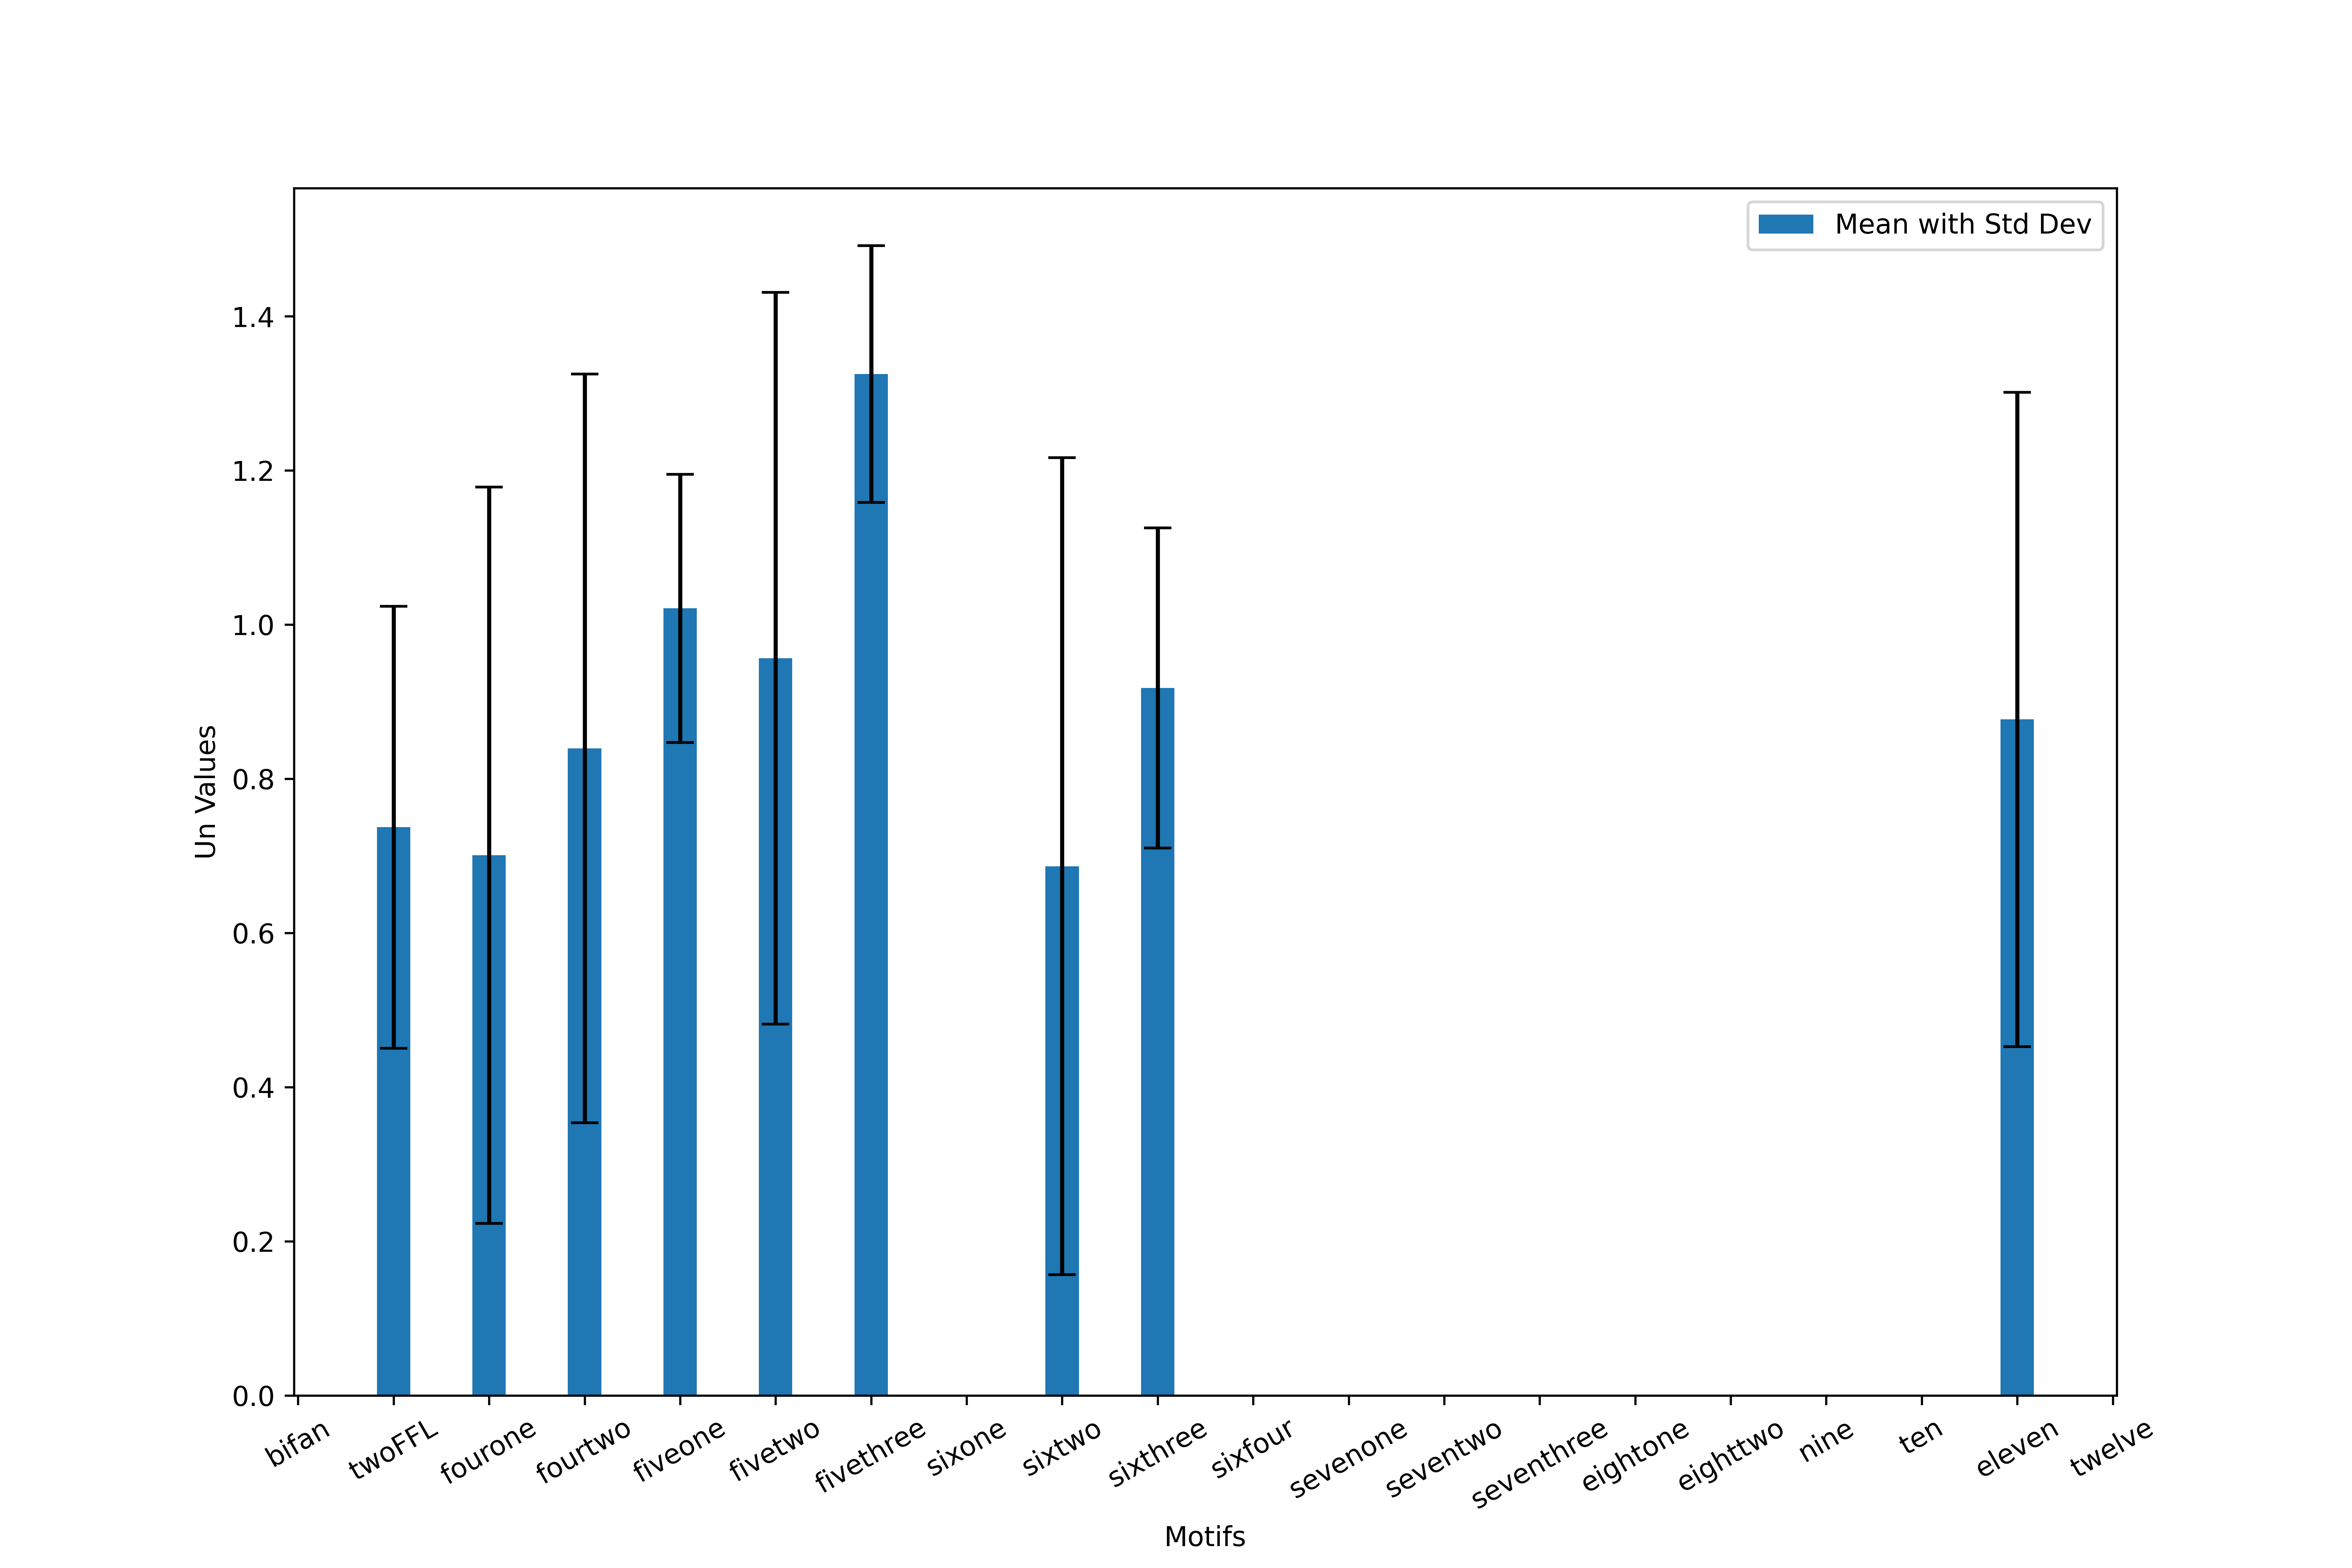 Mean with Std Dev
1.4
1.2
1.0
0.8
0.6
0.4
0.2
0.0
Un Values
bifan
twoFFL
fourone
fourtwo
fiveone
fivetwo
fivethree
sixone
sixtwo
sixthree
sixfour
sevenone
seventwo
seventhree
eightone
eighttwo
nine
ten
eleven
twelve
Motifs